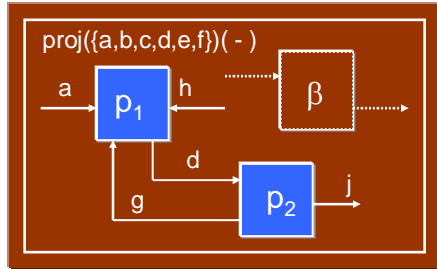 proj({a,b,c,d,e,f})( - )
a
h
p1
β
d
g
p2
j